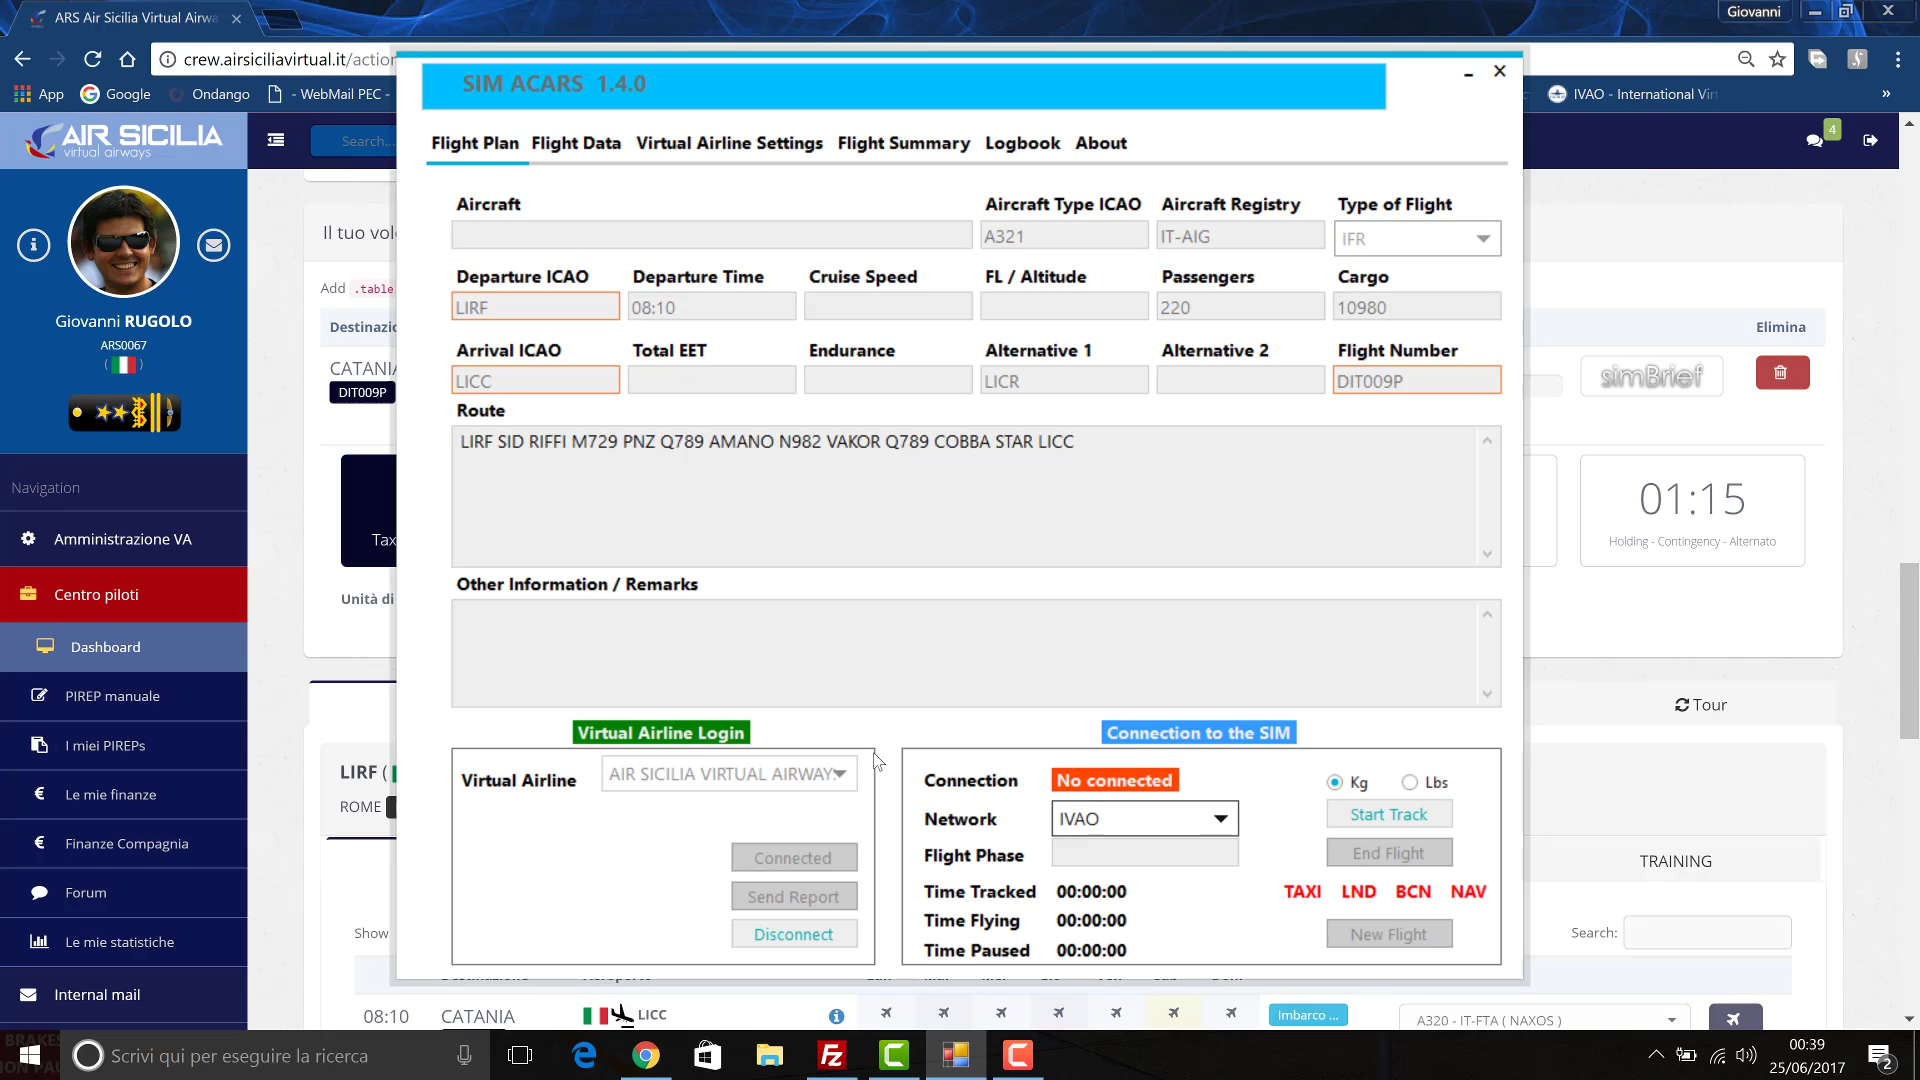 ARS Air Sicilia Virtual Airw
Giovanni
crew.airsiciliavirtual.it/action
App
Google
Ondango
- WebMail PEC -
IVAO - International Virt
»
AIR SICILIA
virtual airways
Search...
4
SIM ACARS 1.4.0
Flight Plan
Flight Data
Virtual Airline Settings
Flight Summary
Logbook
About
Aircraft
Aircraft Type ICAO
Aircraft Registry
Type of Flight
A321
IT-AIG
IFR
Departure ICAO
Departure Time
Cruise Speed
FL / Altitude
Passengers
Cargo
LIRF
08:10
220
10980
Arrival ICAO
Total EET
Endurance
Alternative 1
Alternative 2
Flight Number
LICC
LICR
DIT009P
Route
LIRF SID RIFFI M729 PNZ Q789 AMANO N982 VAKOR Q789 COBBA STAR LICC
Other Information / Remarks
Virtual Airline Login
Connection to the SIM
Virtual Airline
AIR SICILIA VIRTUAL AIRWAY
Connected
Send Report
Disconnect
Connection
No connected
Kg
Lbs
Network
IVAO
Start Track
Flight Phase
End Flight
Time Tracked
00:00:00
TAXI
LND
BCN
NAV
Time Flying
00:00:00
Time Paused
00:00:00
New Flight
Giovanni RUGOLO
ARS0067
Navigation
Amministrazione VA
Centro piloti
Dashboard
PIREP manuale
I miei PIREPs
Le mie finanze
Finanze Compagnia
Forum
Le mie statistiche
Internal mail
Il tuo vol
Add .table
Destinazio
Elimina
CATANIA
DIT009P
simBrief
Tax
01:15
Holding - Contingency - Alternato
Unità di
Tour
LIRF (
ROME
TRAINING
Show
Search:
08:10
CATANIA
LICC
Imbarco ...
A320 - IT-FTA ( NAXOS )
Scrivi qui per eseguire la ricerca
00:39
25/06/2017
2